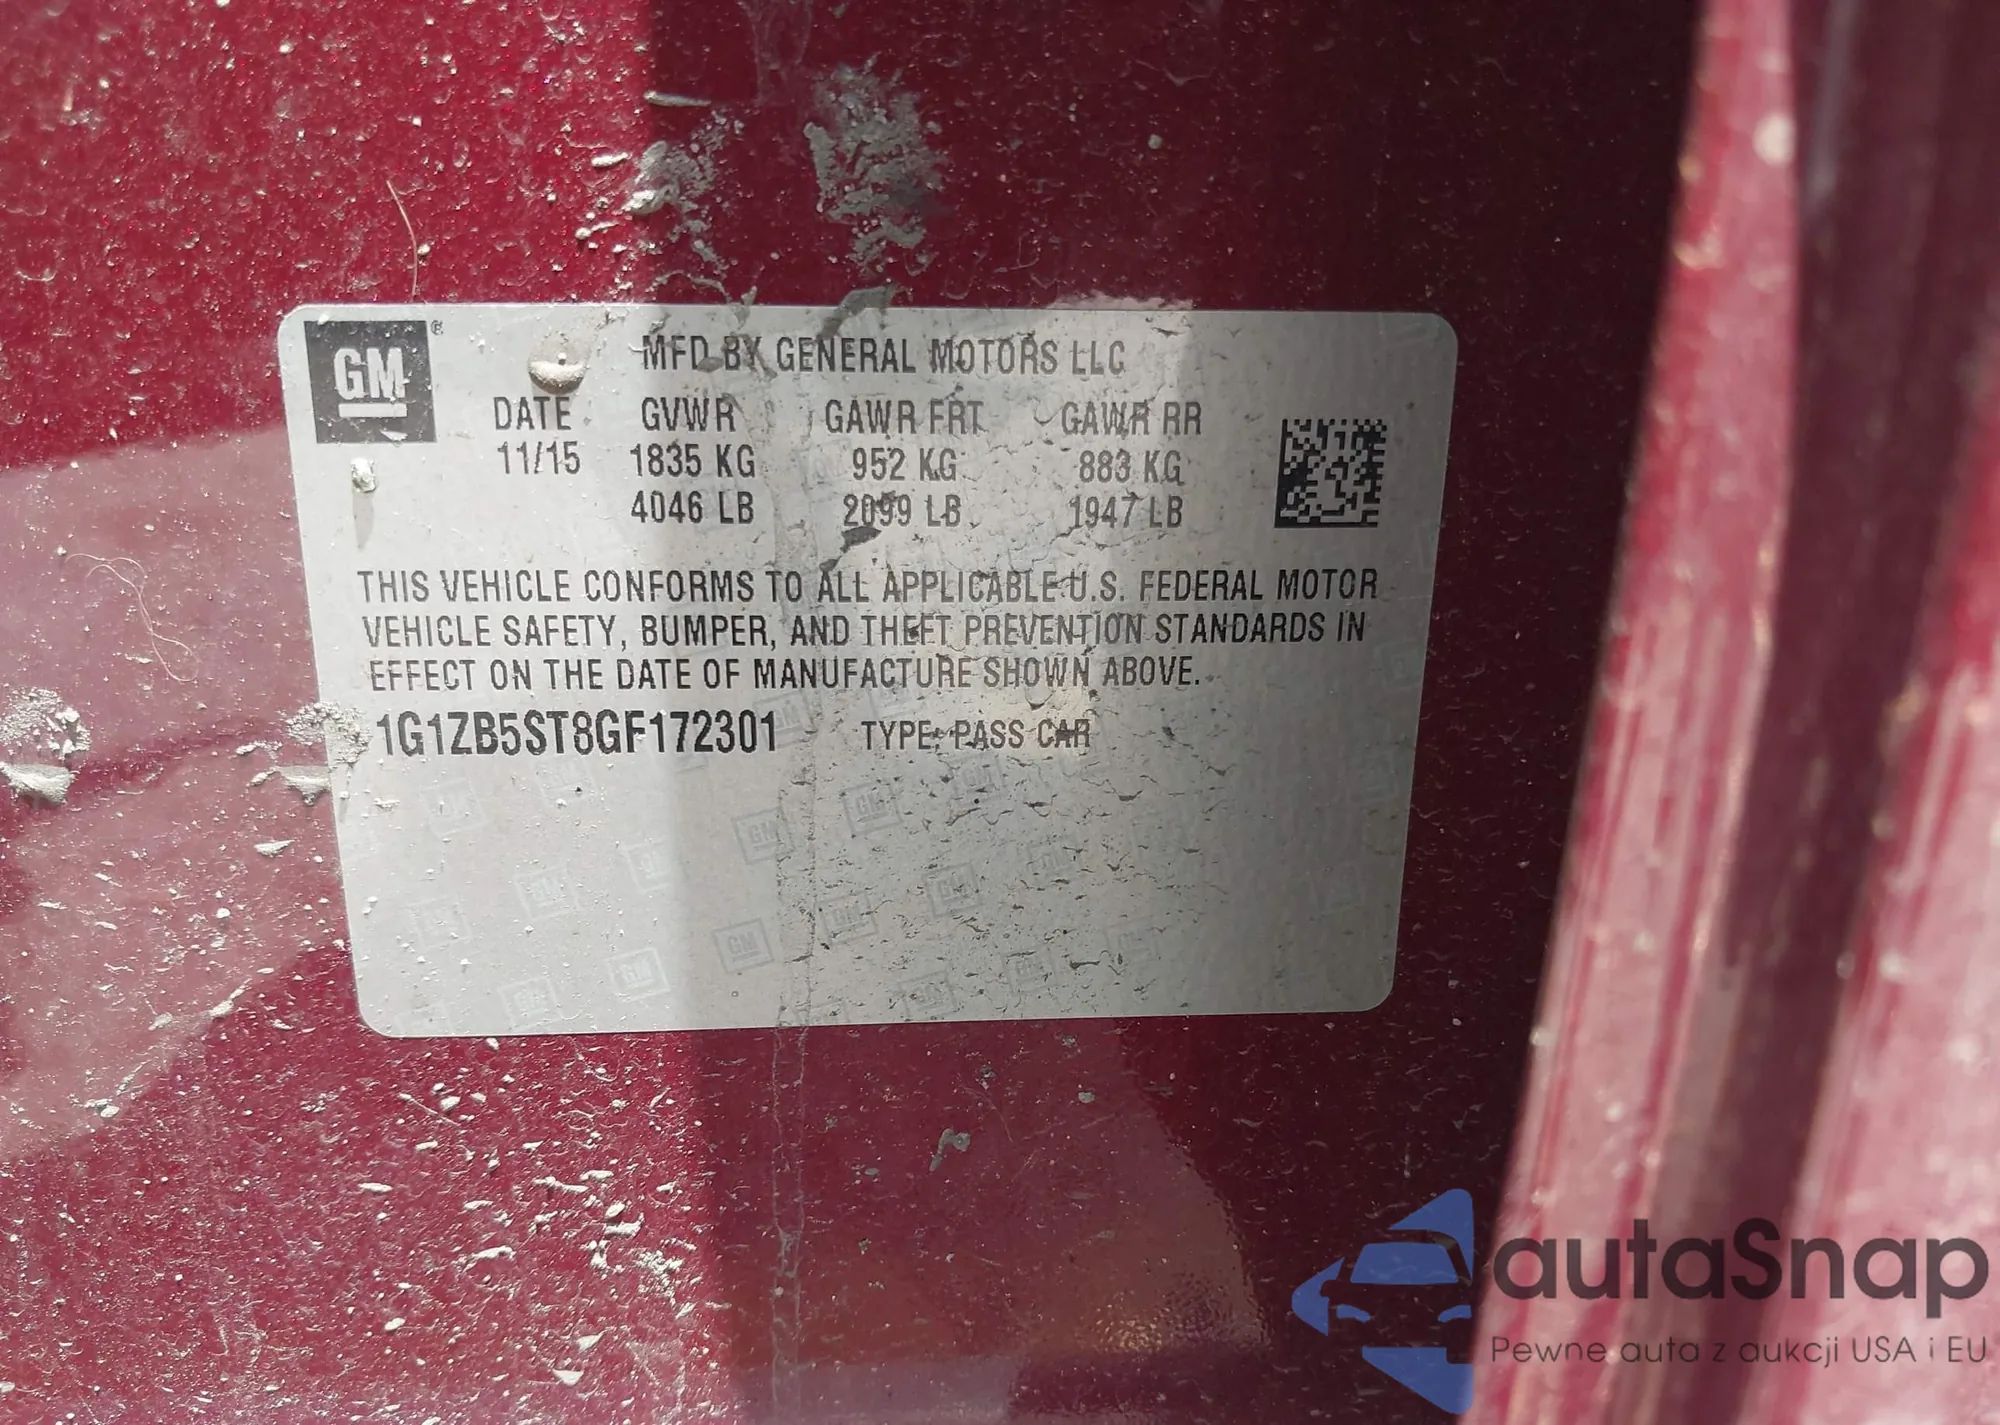 GM ®
MFD BY GENERAL MOTORS LLC
DATE GVWR GAWR FRT GAWR RR
11/15 1835 KG 952 KG 883 KG
4046 LB 2099 LB 1947 LB
THIS VEHICLE CONFORMS TO ALL APPLICABLE U.S. FEDERAL MOTOR
VEHICLE SAFETY, BUMPER, AND THEFT PREVENTION STANDARDS IN
EFFECT ON THE DATE OF MANUFACTURE SHOWN ABOVE.
1G1ZB5ST8GF172301 TYPE: PASS CAR
autaSnap
Pewne auta z aukcji USA i EU